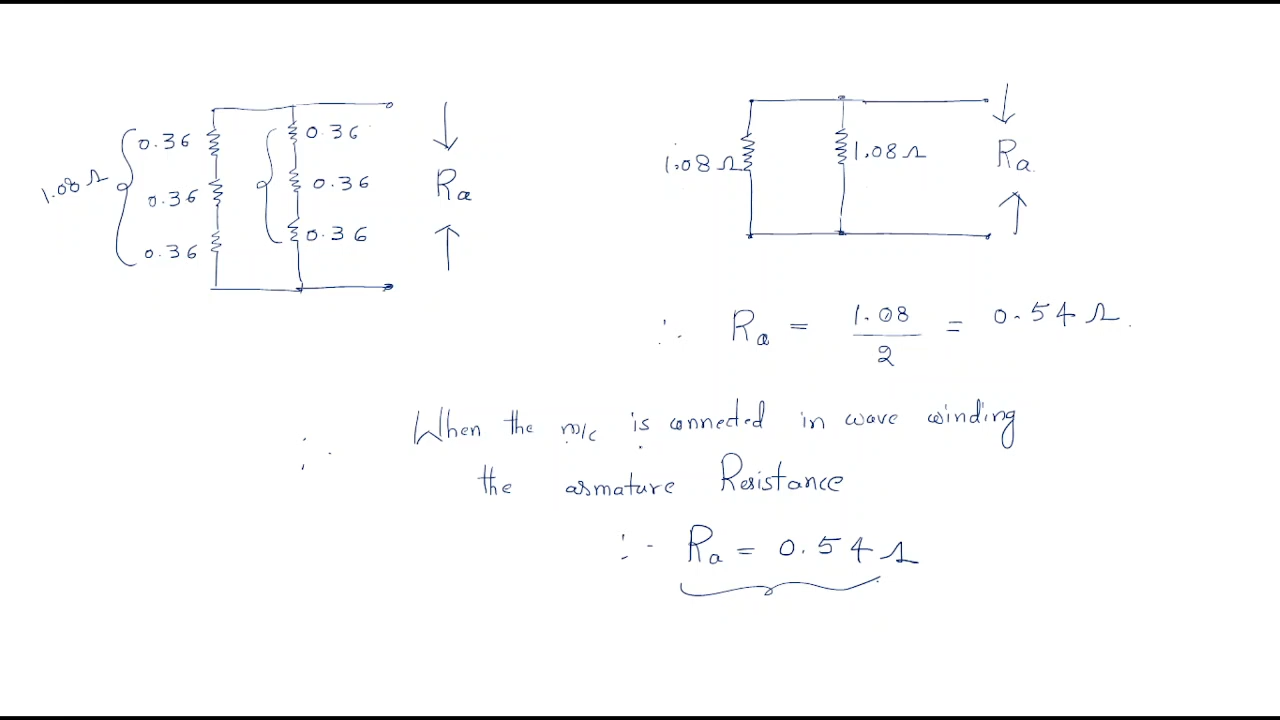 0.36 0.36
1.08 Ω 0.36 0.36 Ra
0.36 0.36
1.08 Ω 1.08 Ω Ra
∴ Ra = 1.08 / 2 = 0.54 Ω.
∴ When the m/c is connected in wave winding
the armature Resistance
∴ Ra = 0.54 Ω